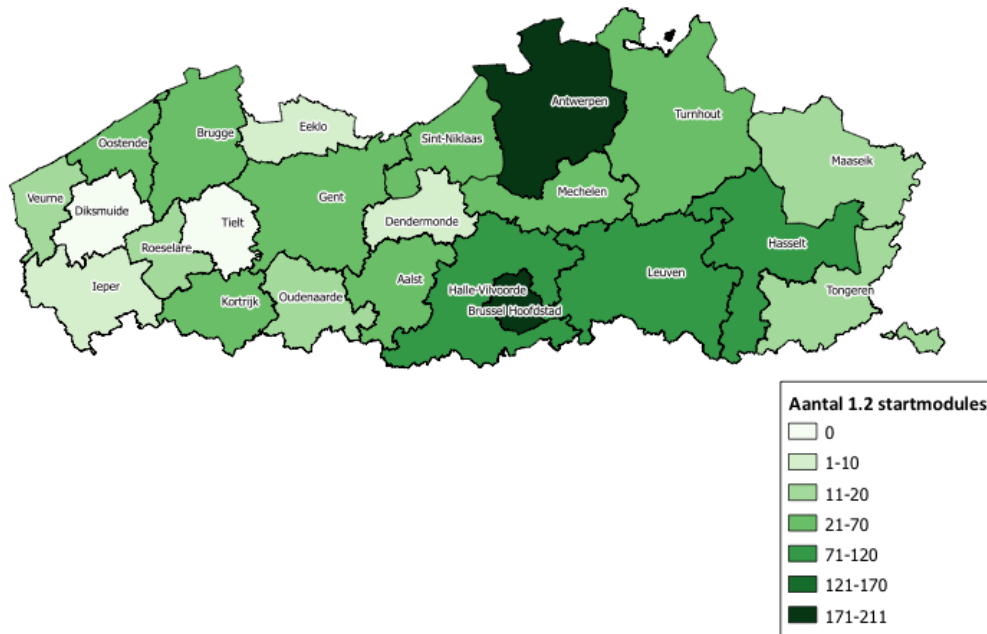 Antwerpen
Turnhout
Eeklo
Brugge
Sint-Niklaas
Oostende
Maaseik
Mechelen
Veurne
Gent
Diksmuide
Dendermonde
Tielt
Hasselt
Roeselare
Leuven
Aalst
Ieper
Halle-Vilvoorde
Tongeren
Oudenaarde
Kortrijk
Brussel Hoofdstad
Aantal 1.2 startmodules
0
1-10
11-20
21-70
71-120
121-170
171-211